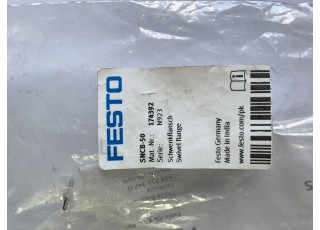 FESTO
SNCB-50
Mat. Nr.: 174392
Serie: N923
Schwenkflansch
Swivel flange
Festo Germany
Made in India
www.festo.com/pk